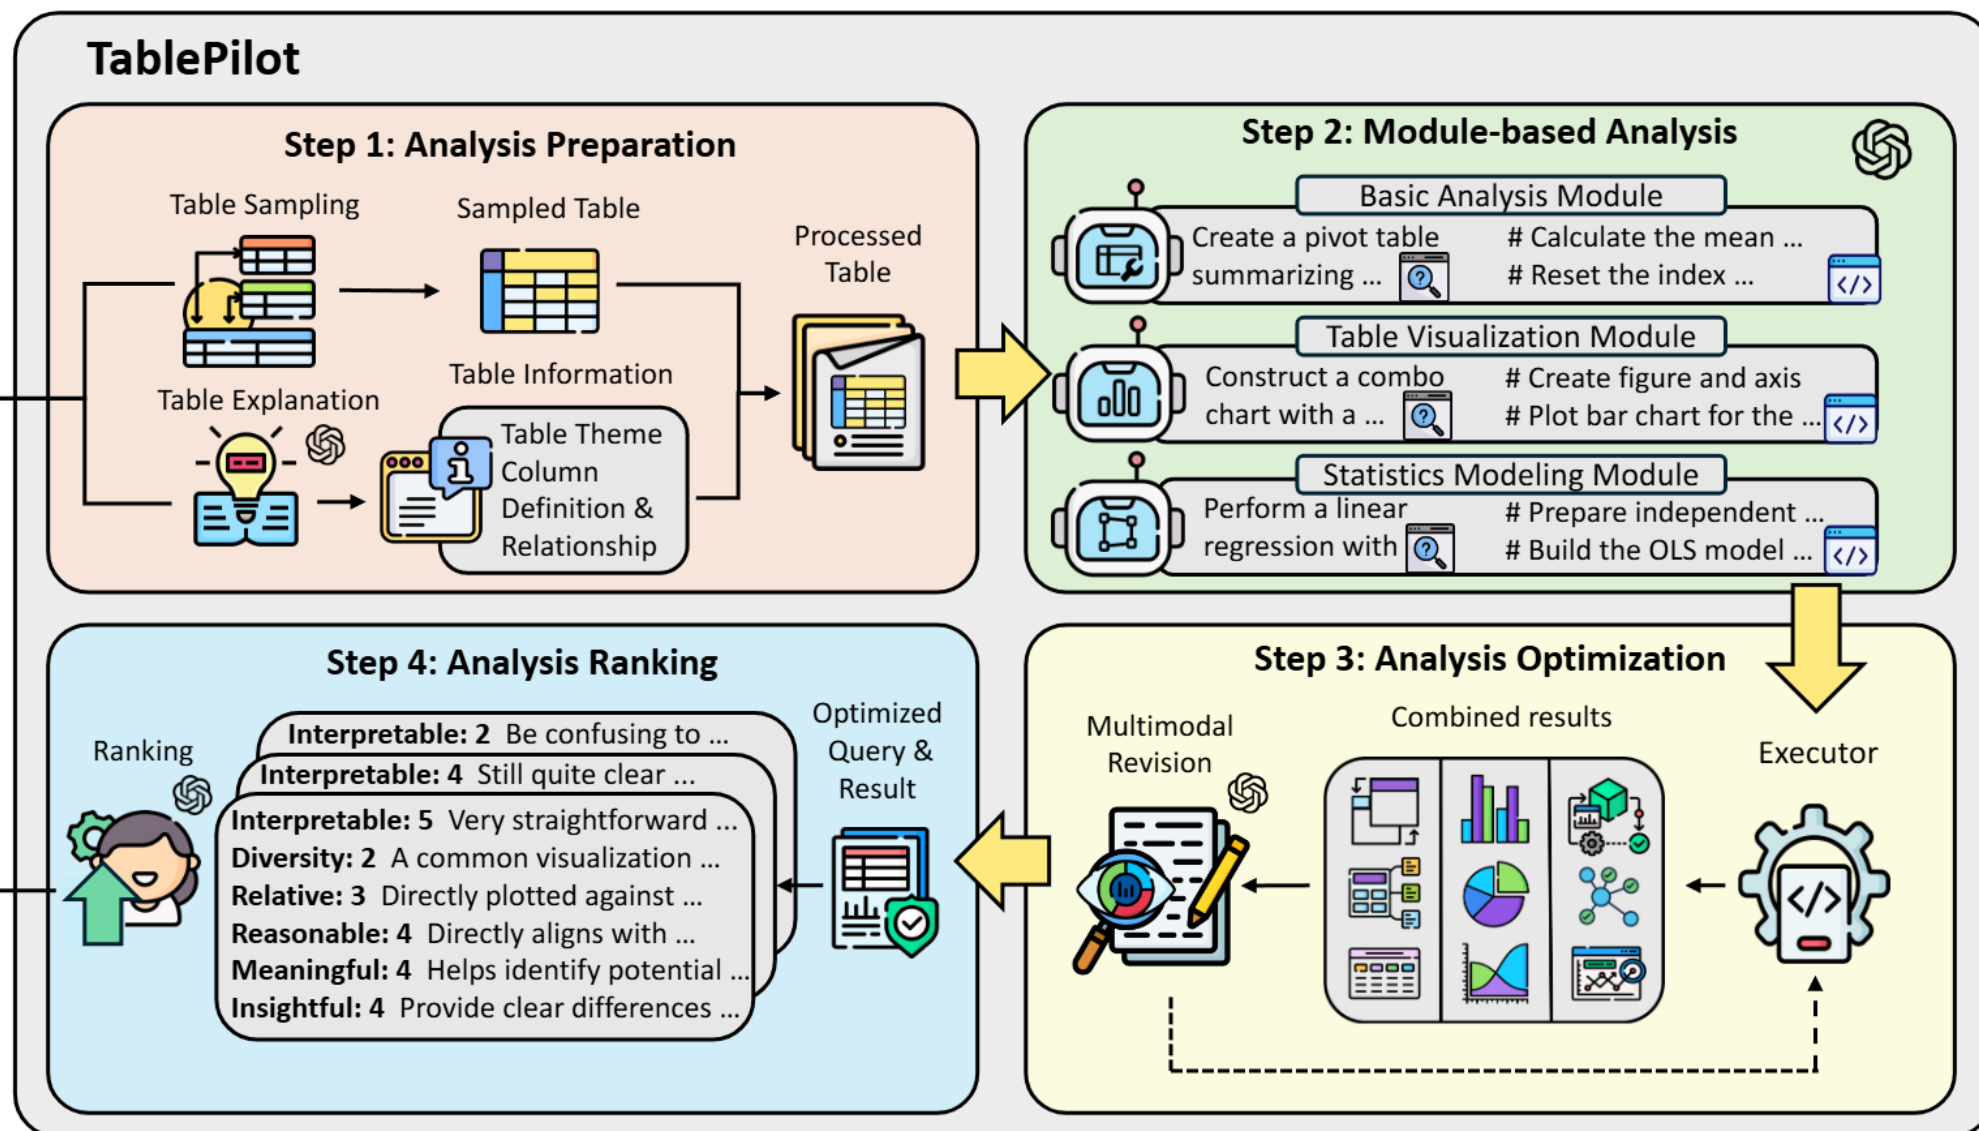 TablePilot
Step 1: Analysis Preparation
Table Sampling
Sampled Table
Processed
Table
Table Explanation
Table Information
Table Theme
Column
Definition &
Relationship
Step 2: Module-based Analysis
Basic Analysis Module
Create a pivot table
summarizing ...
# Calculate the mean ...
# Reset the index ...
Table Visualization Module
Construct a combo
chart with a ...
# Create figure and axis
# Plot bar chart for the ...
Statistics Modeling Module
Perform a linear
regression with
# Prepare independent ...
# Build the OLS model ...
Step 3: Analysis Optimization
Executor
Combined results
Multimodal
Revision
Step 4: Analysis Ranking
Optimized
Query &
Result
Interpretable: 2 Be confusing to ...
Interpretable: 4 Still quite clear ...
Interpretable: 5 Very straightforward ...
Diversity: 2 A common visualization ...
Relative: 3 Directly plotted against ...
Reasonable: 4 Directly aligns with ...
Meaningful: 4 Helps identify potential ...
Insightful: 4 Provide clear differences ...
Ranking